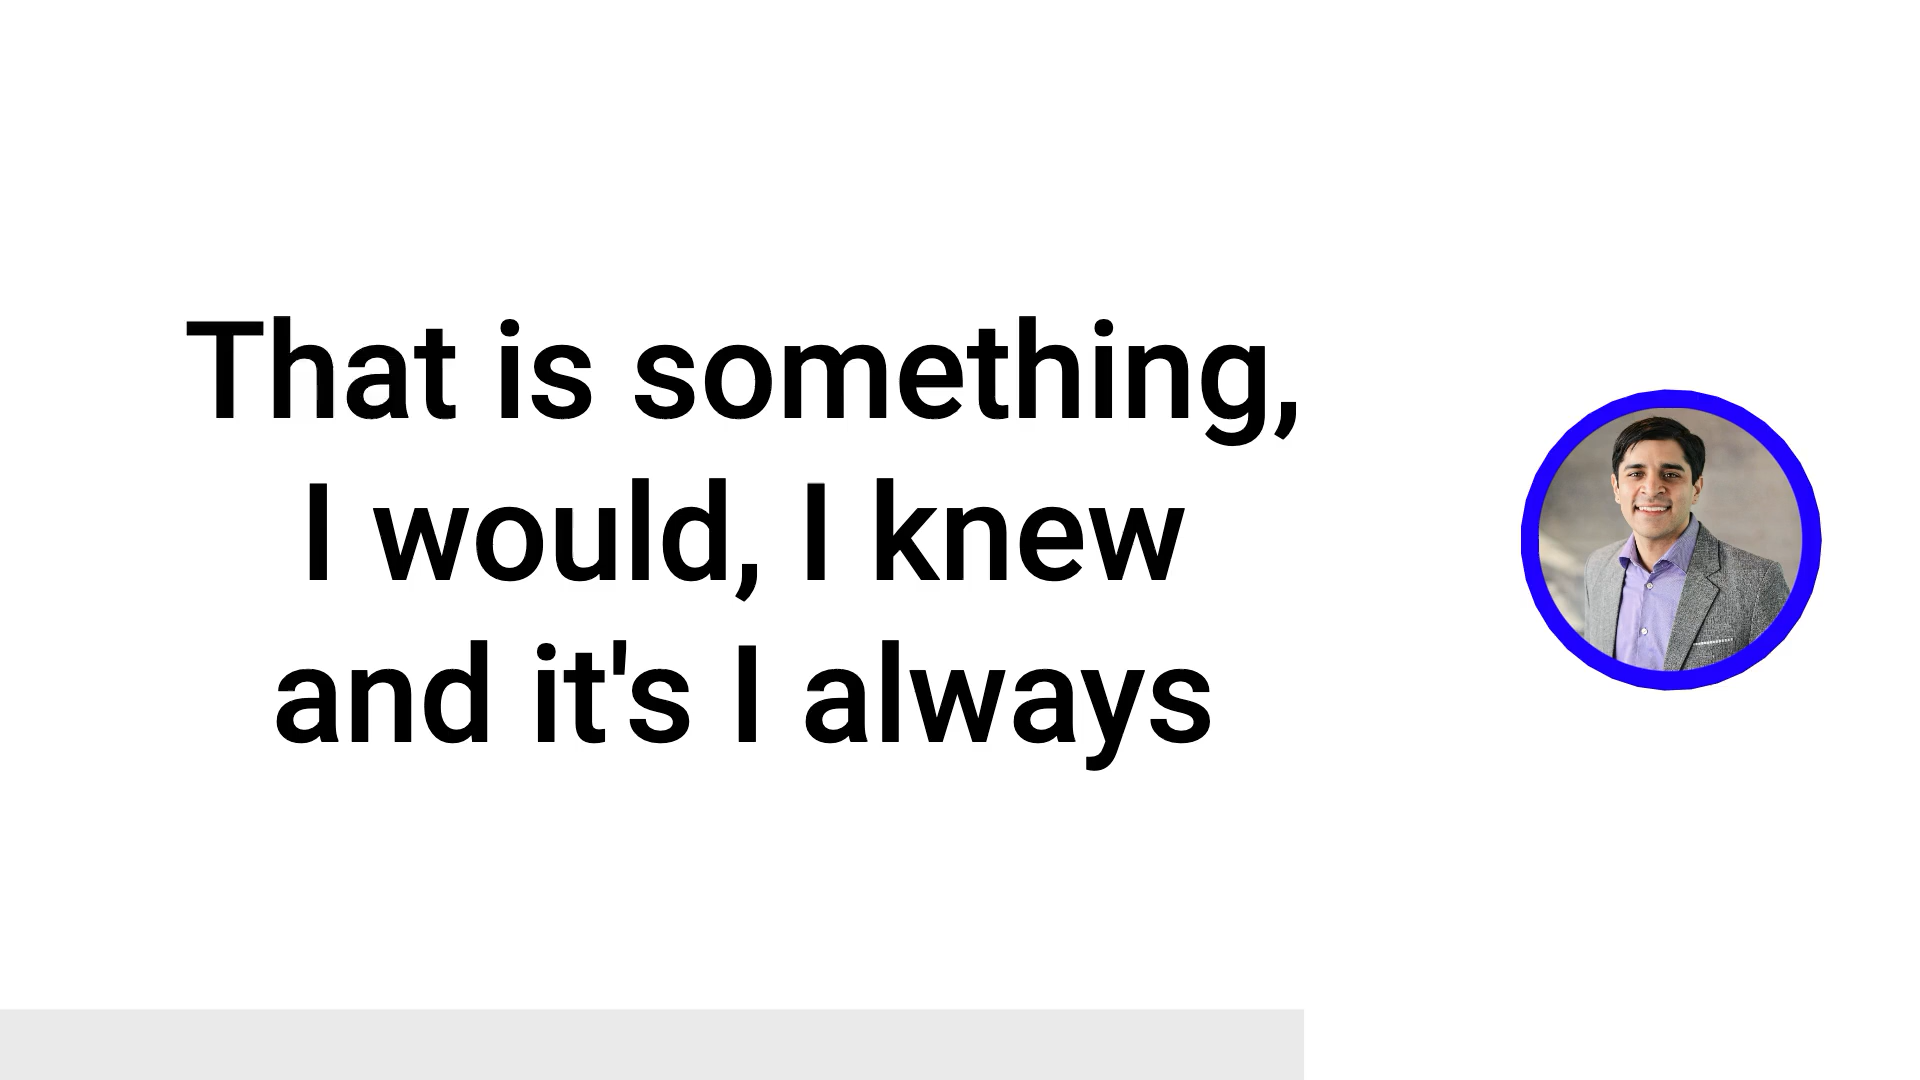 That is something,
I would, I knew
and it's I always